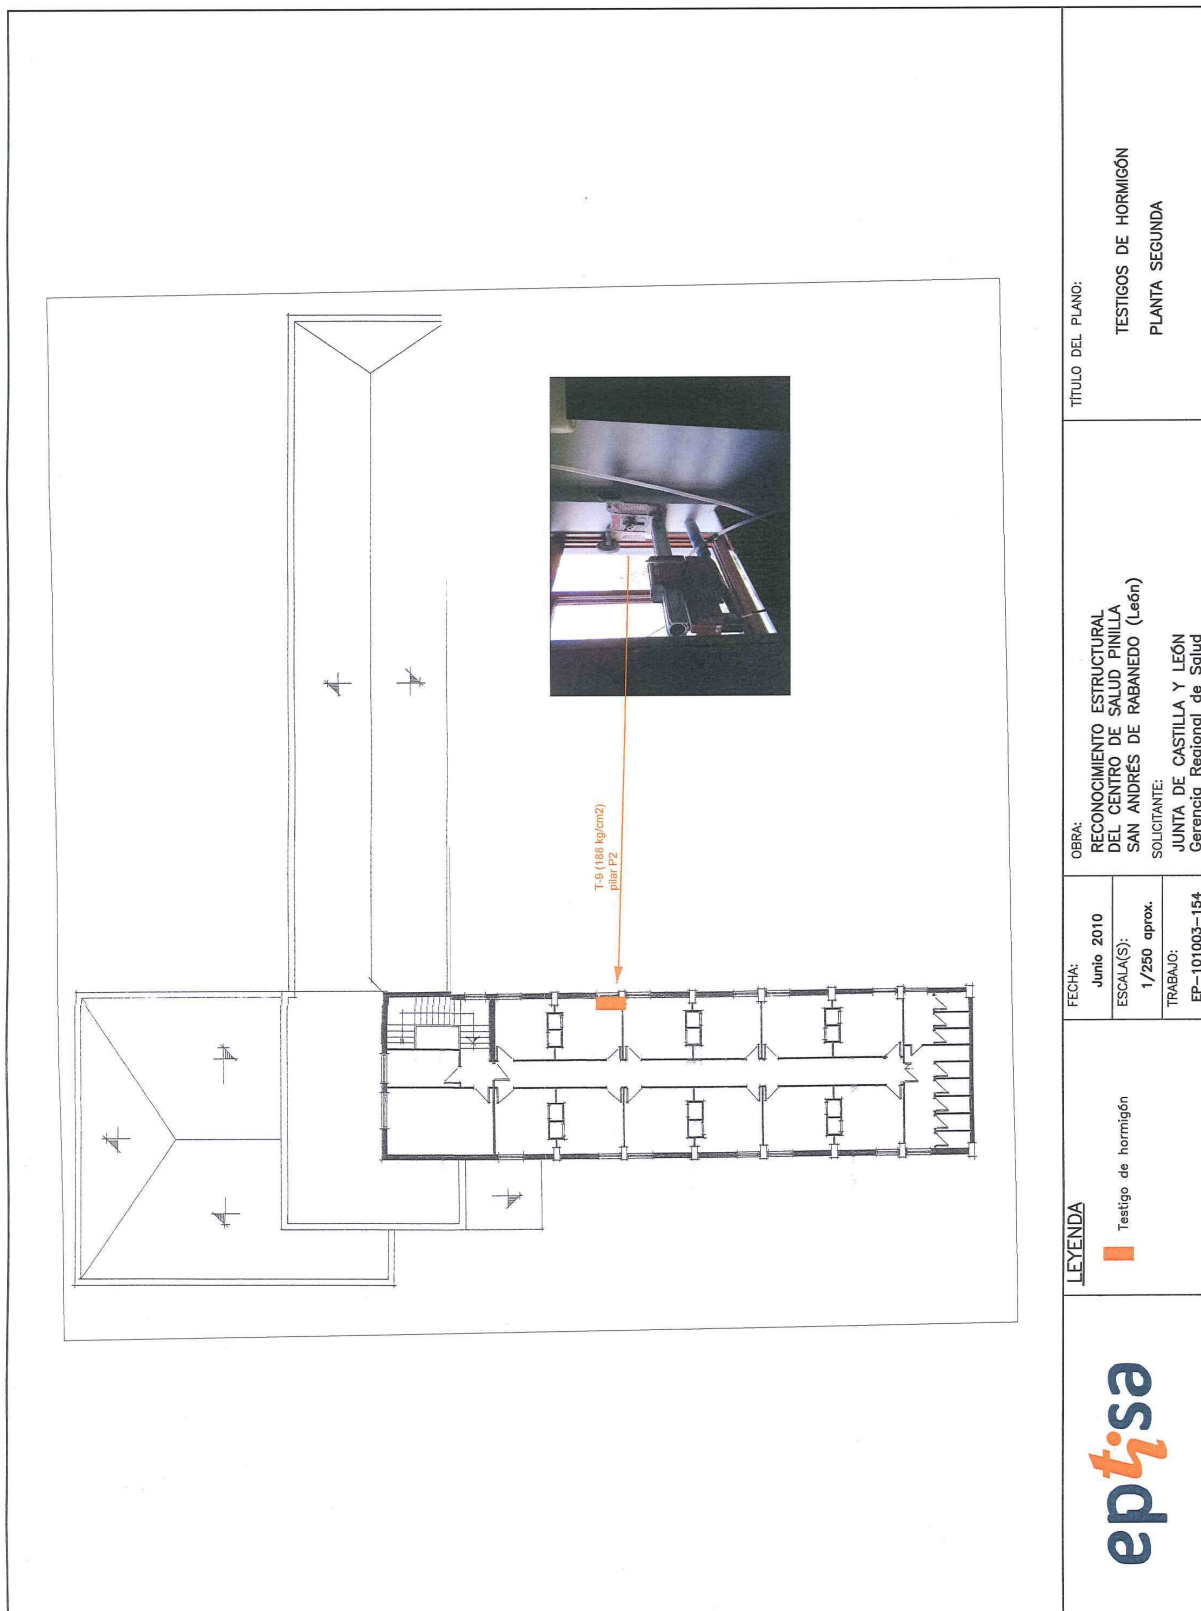 T-9 (188 kg/cm2)
pilar P2
eptisa
LEYENDA
Testigo de hormigón
FECHA:
Junio 2010
ESCALA(S):
1/250 aprox.
TRABAJO:
EP-101003-154
OBRA:
RECONOCIMIENTO ESTRUCTURAL
DEL CENTRO DE SALUD PINILLA
SAN ANDRÉS DE RABANEDO (León)
SOLICITANTE:
JUNTA DE CASTILLA Y LEÓN
Gerencia Regional de Salud
TÍTULO DEL PLANO:
TESTIGOS DE HORMIGÓN
PLANTA SEGUNDA